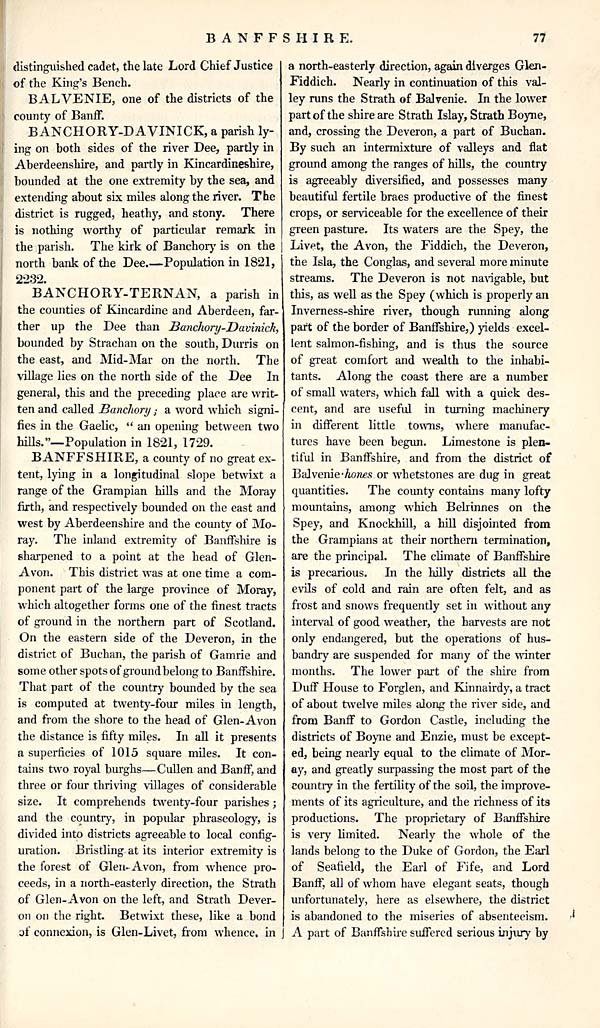 BANFFSHIRE. 77
distinguished cadet, the late Lord Chief Justice
of the King's Bench.
BALVENIE, one of the districts of the
county of Banff.
BANCHORY-DAVINICK, a parish ly-
ing on both sides of the river Dee, partly in
Aberdeenshire, and partly in Kincardineshire,
bounded at the one extremity by the sea, and
extending about six miles along the river. The
district is rugged, heathy, and stony. There
is nothing worthy of particular remark in
the parish. The kirk of Banchory is on the
north bank of the Dee.—Population in 1821,
2232.
BANCHORY-TERNAN, a parish in
the counties of Kincardine and Aberdeen, far-
ther up the Dee than Banchory-Davinick,
bounded by Strachan on the south, Durris on
the east, and Mid-Mar on the north. The
village lies on the north side of the Dee In
general, this and the preceding place are writ-
ten and called Banchory; a word which signi-
fies in the Gaelic, " an opening between two
hills."—Population in 1821, 1729.
BANFFSHIRE, a county of no great ex-
tent, lying in a longitudinal slope betwixt a
range of the Grampian hills and the Moray
firth, and respectively bounded on the east and
west by Aberdeenshire and the county of Mo-
ray. The inland extremity of Banffshire is
sharpened to a point at the head of Glen-
Avon. This district was at one time a com-
ponent part of the large province of Moray,
which altogether forms one of the finest tracts
of ground in the northern part of Scotland.
On the eastern side of the Deveron, in the
district of Buchan, the parish of Gamrie and
some other spots of ground belong to Banffshire.
That part of the country bounded by the sea
is computed at twenty-four miles in length,
and from the shore to the head of Glen-Avon
the distance is fifty miles. In all it presents
a superficies of 1015 square miles. It con-
tains two royal burghs—Cullen and Banff, and
three or four thriving villages of considerable
size. It comprehends twenty-four parishes;
and the country, in popular phraseology, is
divided into districts agreeable to local config-
uration. Bristling at its interior extremity is
the forest of Glen-Avon, from whence pro-
ceeds, in a north-easterly direction, the Strath
of Glen-Avon on the left, and Strath Dever-
on on the right. Betwixt these, like a bond
of connexion, is Glen-Livet, from whence, in
a north-easterly direction, again diverges Glen-
Fiddich. Nearly in continuation of this val-
ley runs the Strath of Balvenie. In the lower
part of the shire are Strath Islay, Strath Boyne,
and, crossing the Deveron, a part of Buchan.
By such an intermixture of valleys and flat
ground among the ranges of hills, the country
is agreeably diversified, and possesses many
beautiful fertile braes productive of the finest
crops, or serviceable for the excellence of their
green pasture. Its waters are the Spey, the
Livet, the Avon, the Fiddich, the Deveron,
the Isla, the Conglas, and several more minute
streams. The Deveron is not navigable, but
this, as well as the Spey (which is properly an
Inverness-shire river, though running along
part of the border of Banffshire,) yields excel-
lent salmon-fishing, and is thus the source
of great comfort and wealth to the inhabi-
tants. Along the coast there are a number
of small waters, which fall with a quick des-
cent, and are useful in turning machinery
in different little towns, where manufac-
tures have been begun. Limestone is plen-
tiful in Banffshire, and from the district of
Balvenie hones or whetstones are dug in great
quantities. The county contains many lofty
mountains, among which Belrinnes on the
Spey, and Knockhill, a hill disjointed from
the Grampians at their northern termination,
are the principal. The climate of Banffshire
is precarious. In the hilly districts all the
evils of cold and rain are often felt, and as
frost and snows frequently set in without any
interval of good weather, the harvests are not
only endangered, but the operations of hus-
bandry are suspended for many of the winter
months. The lower part of the shire from
Duff House to Forglen, and Kinnairdy, a tract
of about twelve miles along the river side, and
from Banff to Gordon Castle, including the
districts of Boyne and Enzie, must be except-
ed, being nearly equal to the climate of Mor-
ay, and greatly surpassing the most part of the
country in the fertility of the soil, the improve-
ments of its agriculture, and the richness of its
productions. The proprietary of Banffshire
is very limited. Nearly the whole of the
lands belong to the Duke of Gordon, the Earl
of Seafield, the Earl of Fife, and Lord
Banff, all of whom have elegant seats, though
unfortunately, here as elsewhere, the district
is abandoned to the miseries of absenteeism.
A part of Banffshire suffered serious injury by